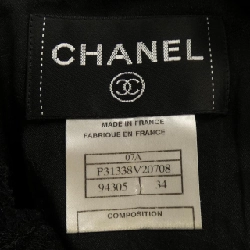 CHANEL
MADE IN FRANCE
FABRIQUE EN FRANCE
07A
P31338V20708
94305 34
COMPOSITION